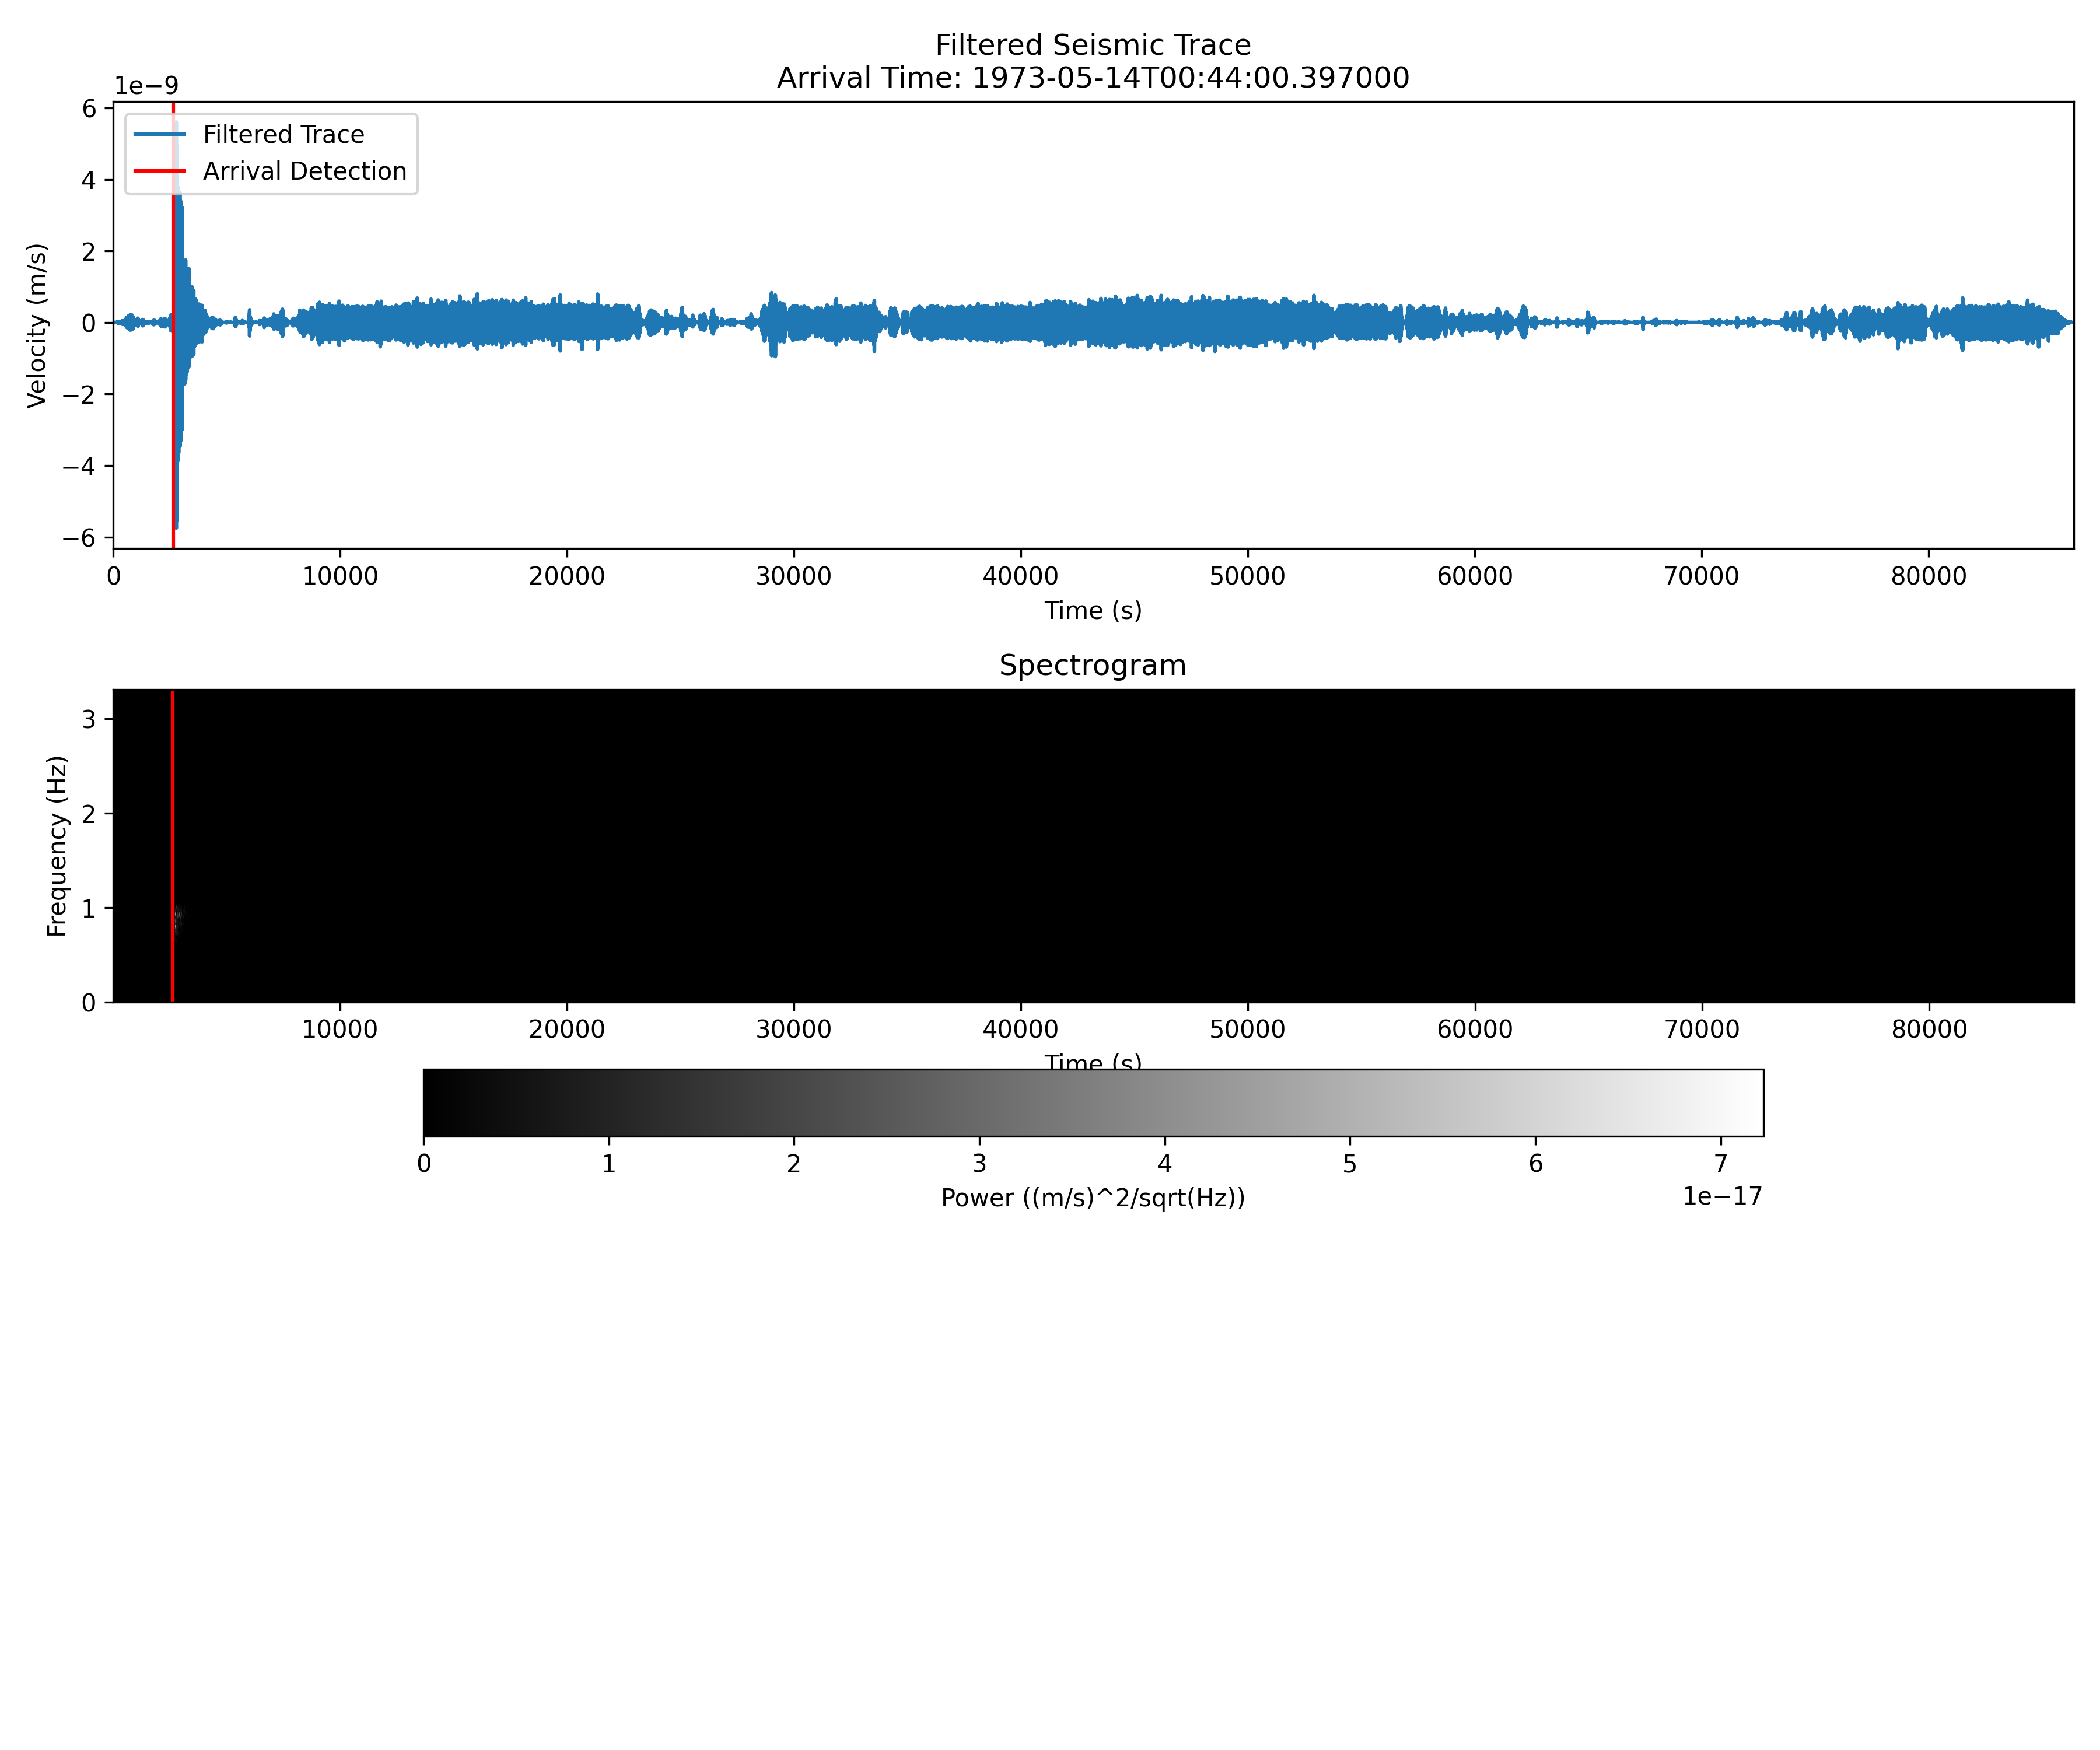 Filtered Seismic Trace
Arrival Time: 1973-05-14T00:44:00.397000
1e−9
Filtered Trace
Arrival Detection
Velocity (m/s)
6
4
2
0
−2
−4
−6
0 10000 20000 30000 40000 50000 60000 70000 80000
Time (s)
Spectrogram
Frequency (Hz)
3
2
1
0
10000 20000 30000 40000 50000 60000 70000 80000
Time (s)
0 1 2 3 4 5 6 7
1e−17
Power ((m/s)^2/sqrt(Hz))